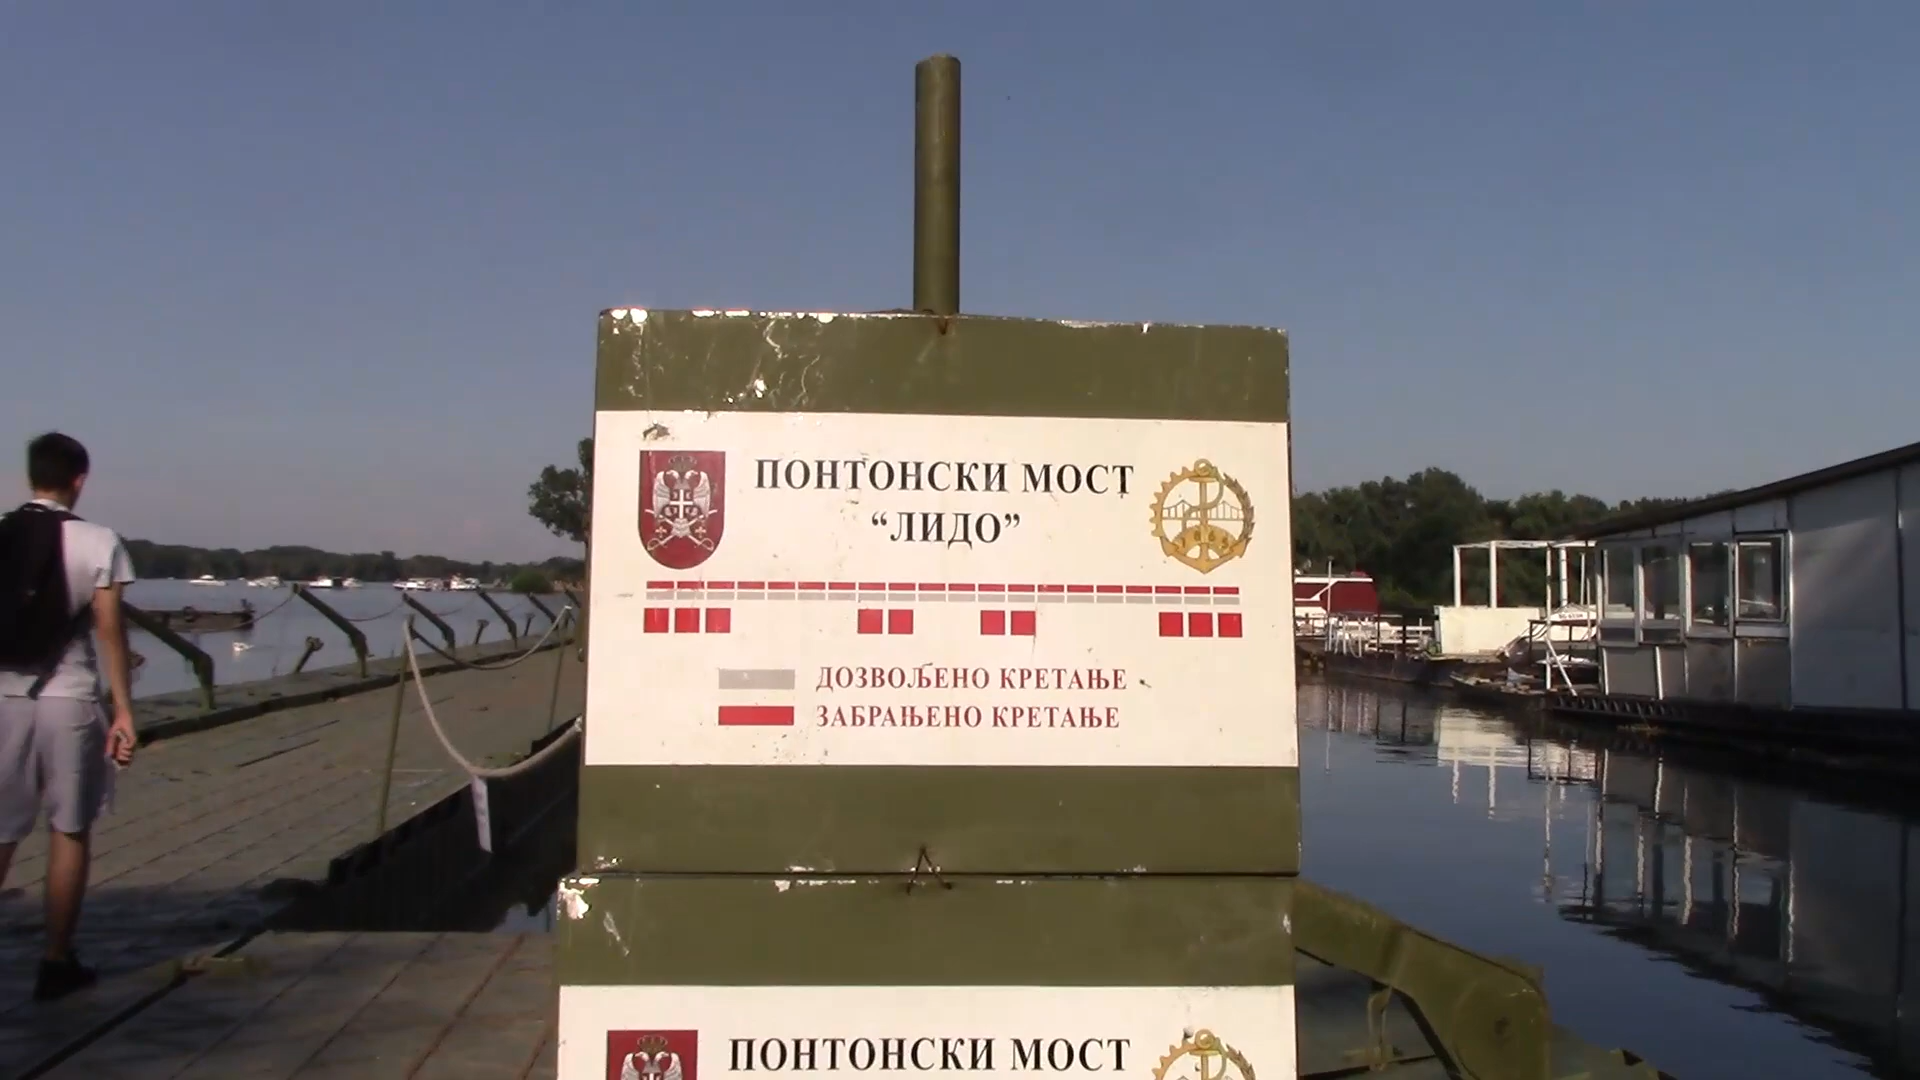 ПОНТОНСКИ МОСТ
“ЛИДО”
ДОЗВОЉЕНО КРЕТАЊЕ
ЗАБРАЊЕНО КРЕТАЊЕ
ПОНТОНСКИ МОСТ